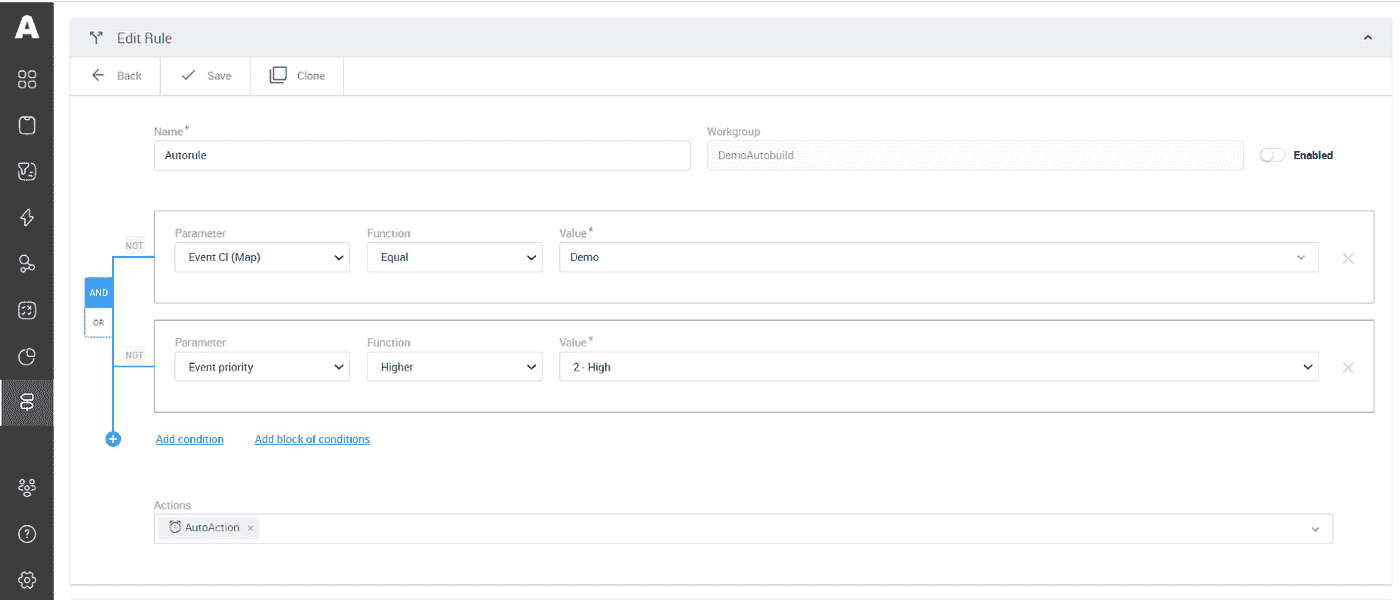 A
Edit Rule
Back Save Clone
Name* Workgroup
Autorule DemoAutobuild Enabled
NOT Parameter Function Value*
Event CI (Map) Equal Demo
AND
OR
NOT Parameter Function Value*
Event priority Higher 2 - High
Add condition Add block of conditions
Actions
AutoAction ×